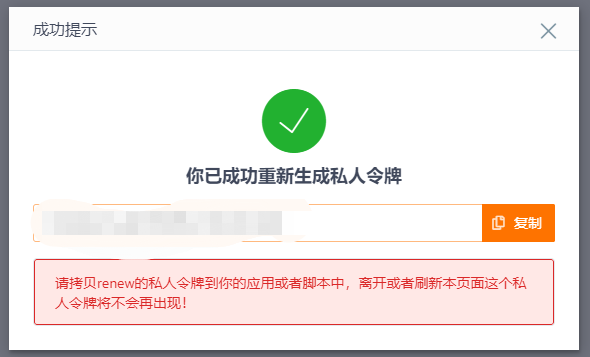 成功提示
你已成功重新生成私人令牌
复制
请拷贝renew的私人令牌到你的应用或者脚本中，离开或者刷新本页面这个私
人令牌将不会再出现！